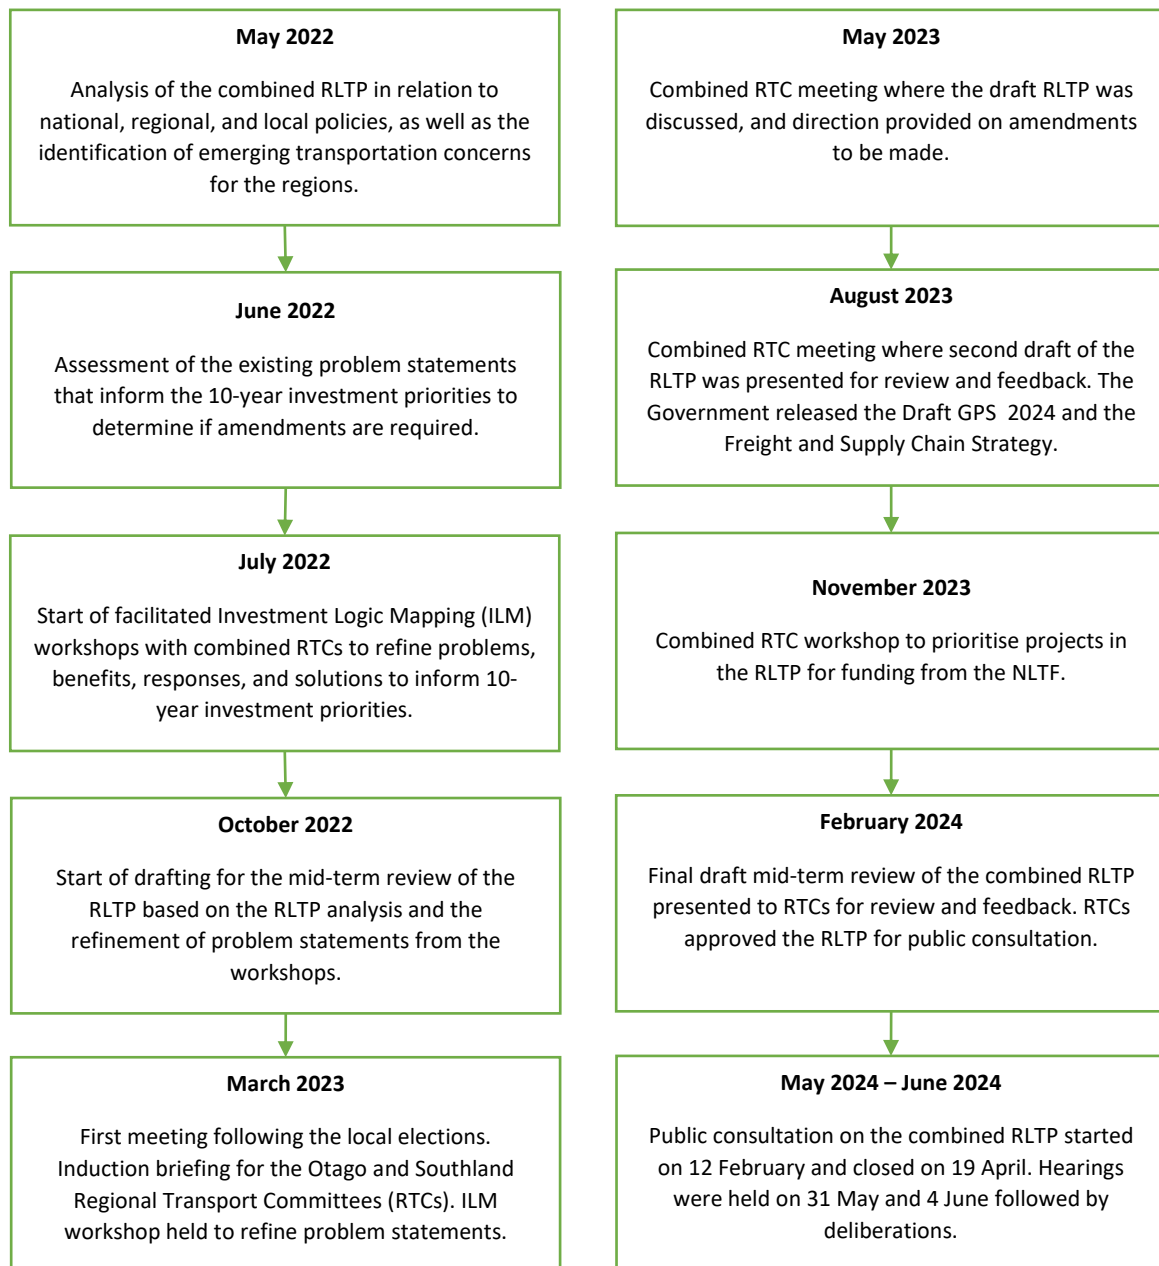 May 2022
Analysis of the combined RLTP in relation to
national, regional, and local policies, as well as the
identification of emerging transportation concerns
for the regions.
June 2022
Assessment of the existing problem statements
that inform the 10-year investment priorities to
determine if amendments are required.
July 2022
Start of facilitated Investment Logic Mapping (ILM)
workshops with combined RTCs to refine problems,
benefits, responses, and solutions to inform 10-
year investment priorities.
October 2022
Start of drafting for the mid-term review of the
RLTP based on the RLTP analysis and the
refinement of problem statements from the
workshops.
March 2023
First meeting following the local elections.
Induction briefing for the Otago and Southland
Regional Transport Committees (RTCs). ILM
workshop held to refine problem statements.
May 2023
Combined RTC meeting where the draft RLTP was
discussed, and direction provided on amendments
to be made.
August 2023
Combined RTC meeting where second draft of the
RLTP was presented for review and feedback. The
Government released the Draft GPS 2024 and the
Freight and Supply Chain Strategy.
November 2023
Combined RTC workshop to prioritise projects in
the RLTP for funding from the NLTF.
February 2024
Final draft mid-term review of the combined RLTP
presented to RTCs for review and feedback. RTCs
approved the RLTP for public consultation.
May 2024 – June 2024
Public consultation on the combined RLTP started
on 12 February and closed on 19 April. Hearings
were held on 31 May and 4 June followed by
deliberations.